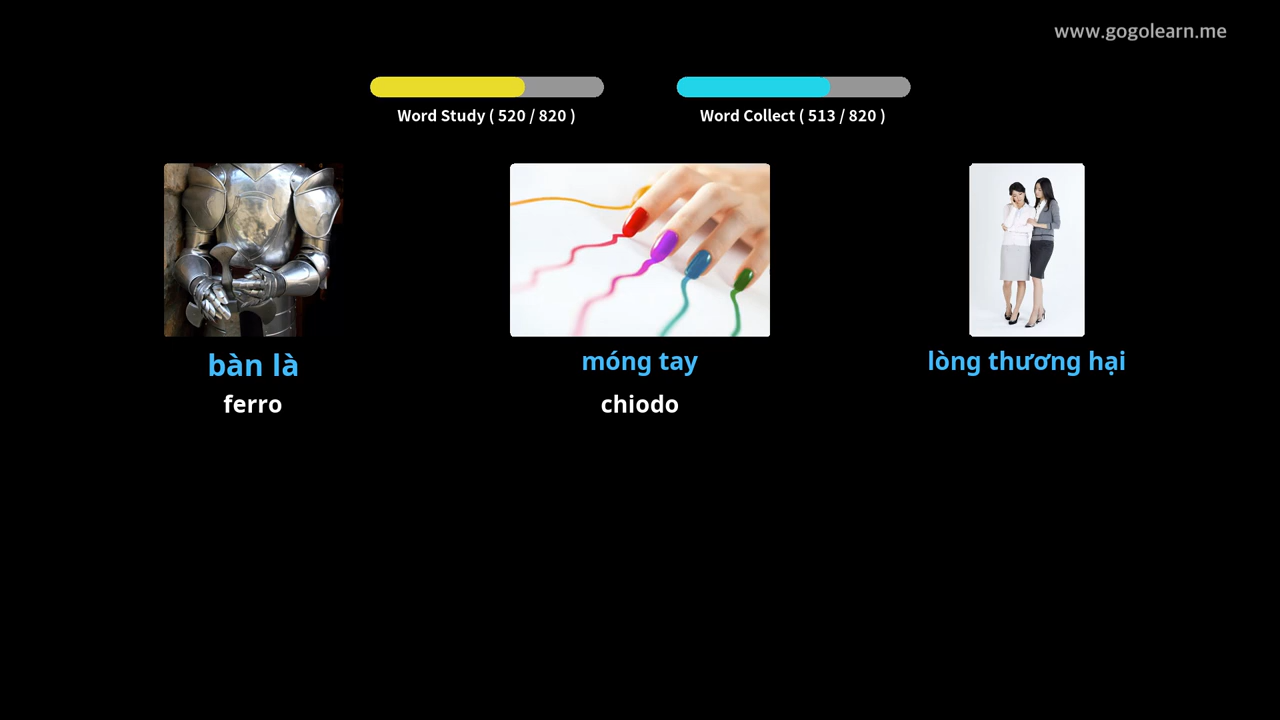 www.gogolearn.me
Word Study ( 520 / 820 )
Word Collect ( 513 / 820 )
bàn là
ferro
móng tay
chiodo
lòng thương hại